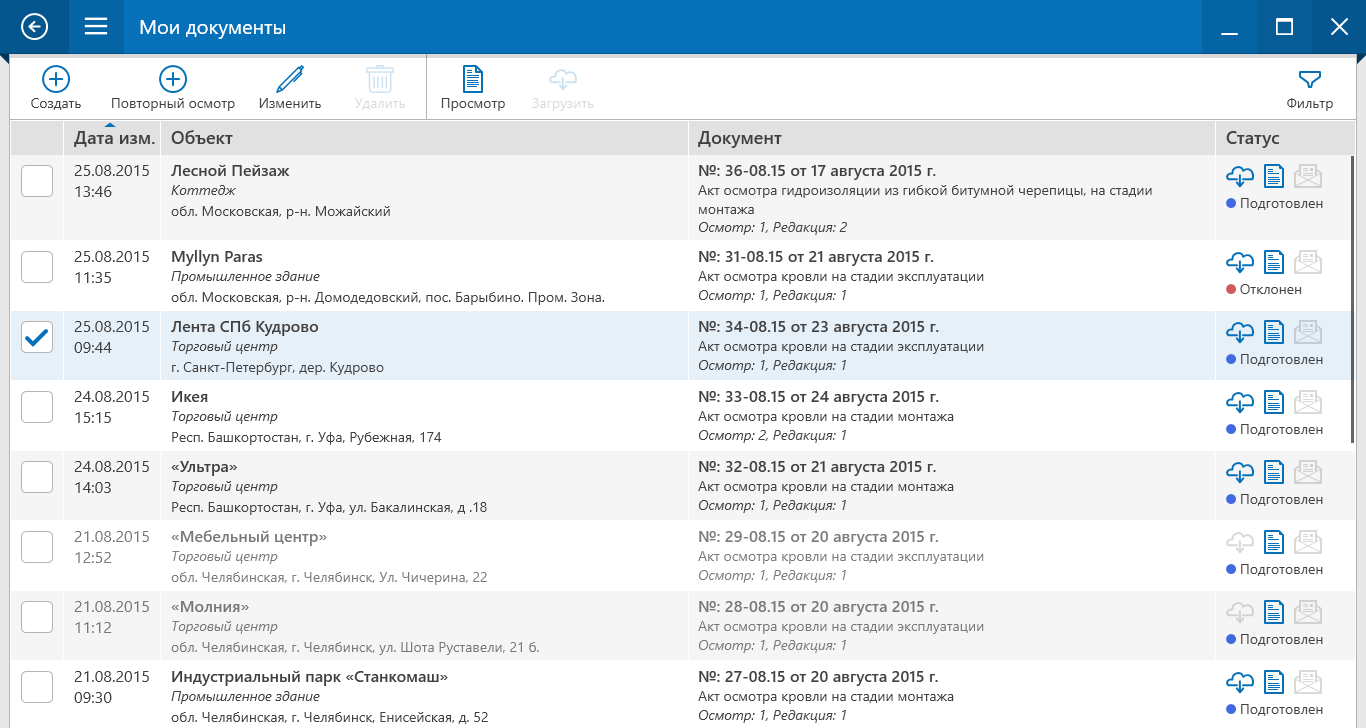 Мои документы
Создать
Повторный осмотр
Изменить
Удалить
Просмотр
Загрузить
Фильтр
Дата изм. Объект Документ Статус
25.08.2015 Лесной Пейзаж №: 36-08.15 от 17 августа 2015 г.
13:46 Коттедж Акт осмотра гидроизоляции из гибкой битумной черепицы, на стадии
обл. Московская, р-н. Можайский монтажа Подготовлен
Осмотр: 1, Редакция: 2
25.08.2015 Myllyn Paras №: 31-08.15 от 21 августа 2015 г.
11:35 Промышленное здание Акт осмотра кровли на стадии эксплуатации
обл. Московская, р-н. Домодедовский, пос. Барыбино. Пром. Зона. Осмотр: 1, Редакция: 1 Отклонен
25.08.2015 Лента СПб Кудрово №: 34-08.15 от 23 августа 2015 г.
09:44 Торговый центр Акт осмотра кровли на стадии эксплуатации
г. Санкт-Петербург, дер. Кудрово Осмотр: 1, Редакция: 1 Подготовлен
24.08.2015 Икея №: 33-08.15 от 24 августа 2015 г.
15:15 Торговый центр Акт осмотра кровли на стадии монтажа
Респ. Башкортостан, г. Уфа, Рубежная, 174 Осмотр: 2, Редакция: 1 Подготовлен
24.08.2015 «Ультра» №: 32-08.15 от 21 августа 2015 г.
14:03 Торговый центр Акт осмотра кровли на стадии монтажа
Респ. Башкортостан, г. Уфа, ул. Бакалинская, д .18 Осмотр: 1, Редакция: 1 Подготовлен
21.08.2015 «Мебельный центр» №: 29-08.15 от 20 августа 2015 г.
12:52 Торговый центр Акт осмотра кровли на стадии эксплуатации
обл. Челябинская, г. Челябинск, Ул. Чичерина, 22 Осмотр: 1, Редакция: 1 Подготовлен
21.08.2015 «Молния» №: 28-08.15 от 20 августа 2015 г.
11:12 Торговый центр Акт осмотра кровли на стадии эксплуатации
обл. Челябинская, г. Челябинск, ул. Шота Руставели, 21 б. Осмотр: 1, Редакция: 1 Подготовлен
21.08.2015 Индустриальный парк «Станкомаш» №: 27-08.15 от 20 августа 2015 г.
09:30 Промышленное здание Акт осмотра кровли на стадии монтажа
обл. Челябинская, г. Челябинск, Енисейская, д. 52 Осмотр: 1, Редакция: 1 Подготовлен